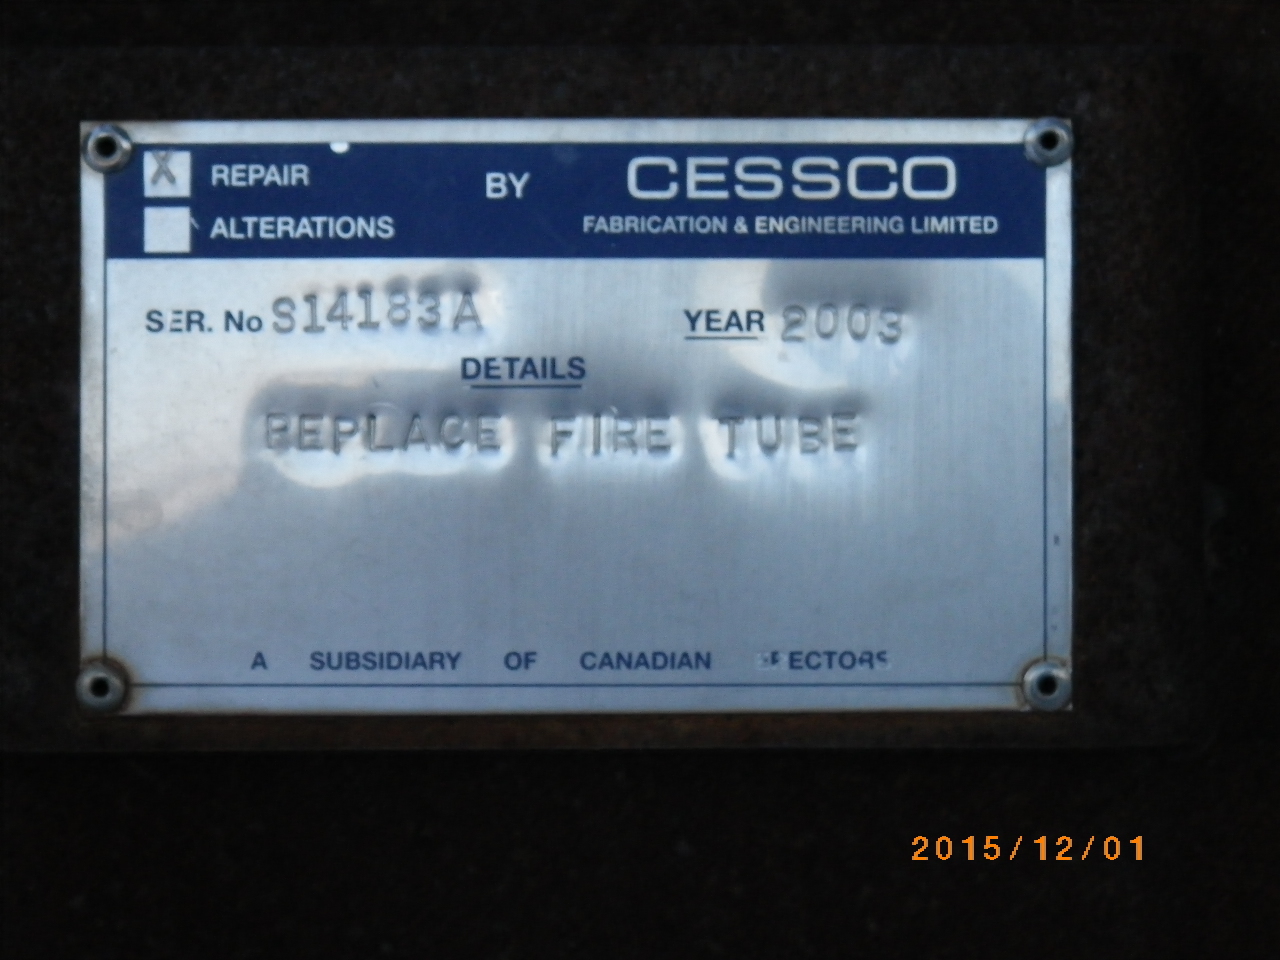 X REPAIR BY CESSCO
ALTERATIONS FABRICATION & ENGINEERING LIMITED
SER. No S14183A YEAR 2003
DETAILS
REPLACE FIRE TUBE
A SUBSIDIARY OF CANADIAN
2015/12/01